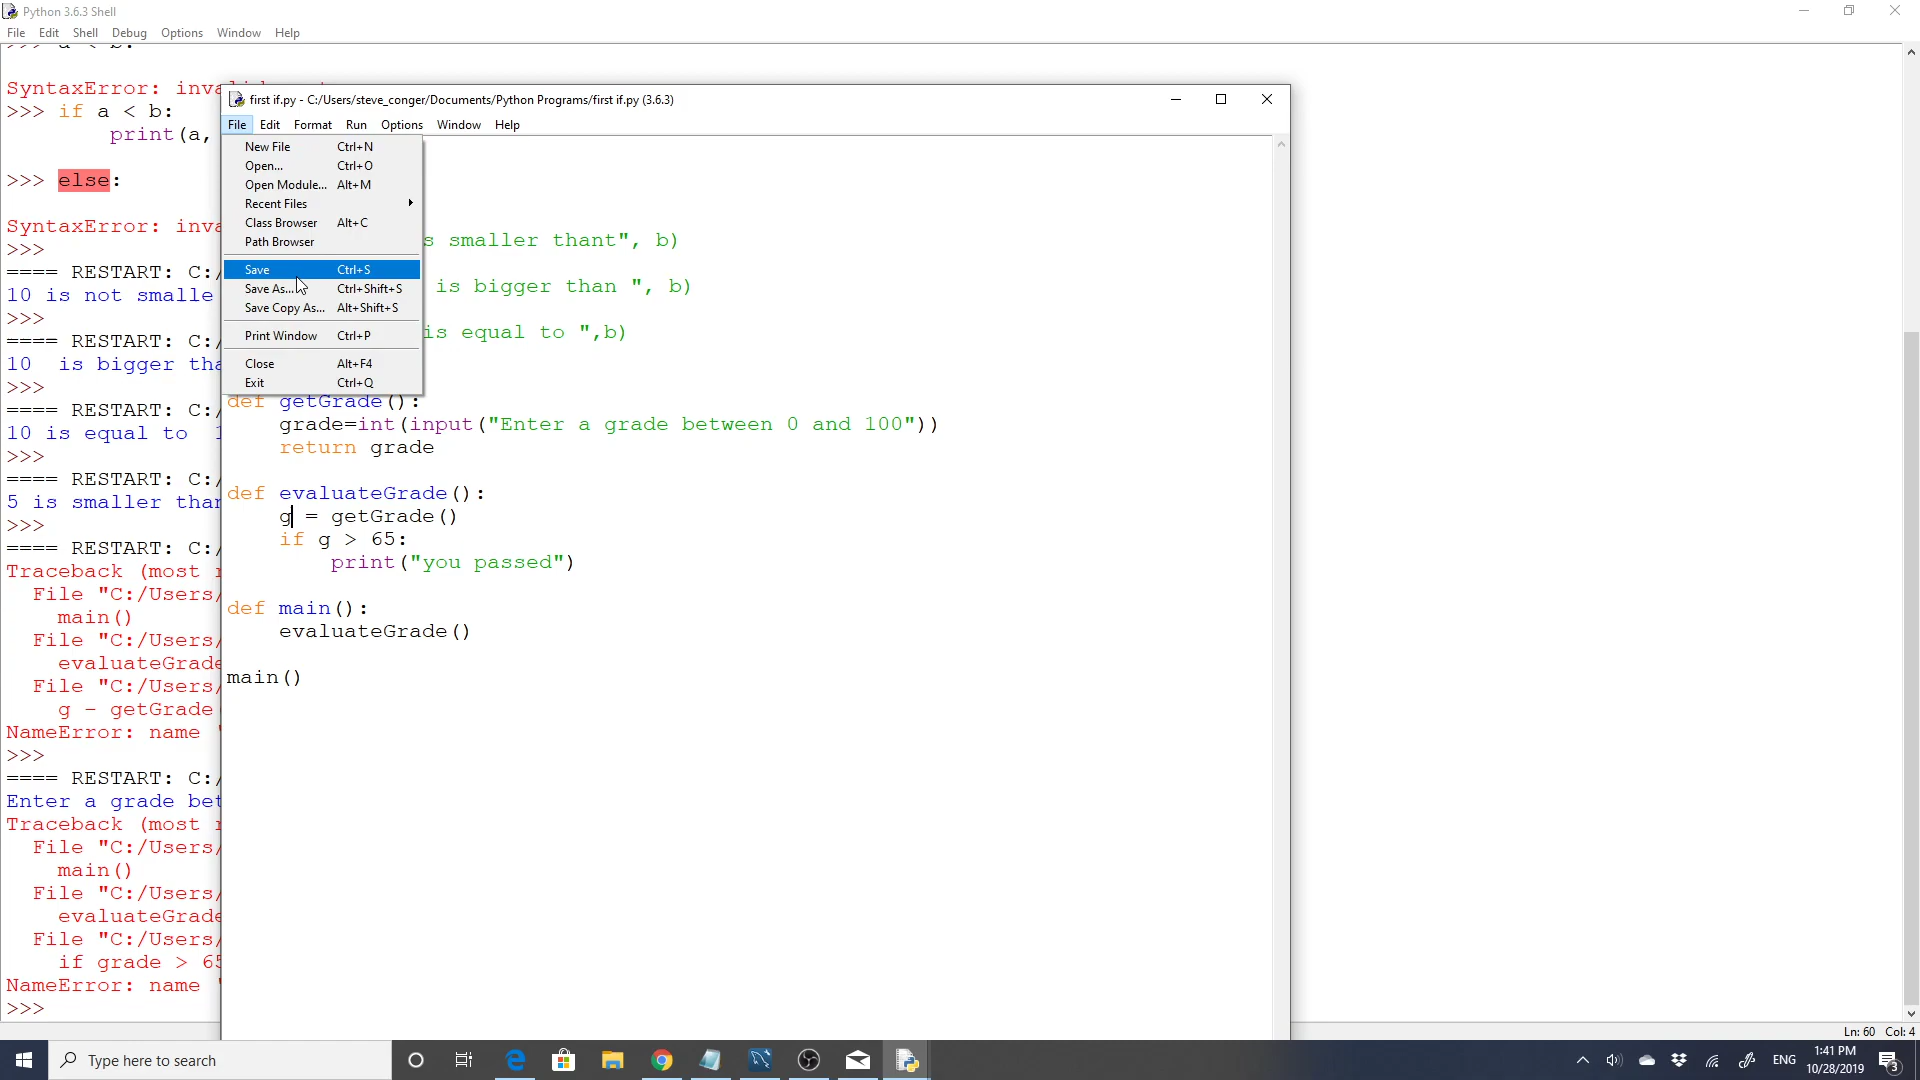 Python 3.6.3 Shell
File Edit Shell Debug Options Window Help
>>> a < b:
SyntaxError: inva
>>> if a < b:
print(a,
>>> else:
SyntaxError: inva
>>>
==== RESTART: C:/
10 is not smalle
>>>
==== RESTART: C:/
10 is bigger tha
>>>
==== RESTART: C:/
10 is equal to 1
>>>
==== RESTART: C:/
5 is smaller than
>>>
==== RESTART: C:/
Traceback (most r
File "C:/Users/
main()
File "C:/Users/
evaluateGrade
File "C:/Users/
g - getGrade(
NameError: name '
>>>
==== RESTART: C:/
Enter a grade bet
Traceback (most r
File "C:/Users/
main()
File "C:/Users/
evaluateGrade
File "C:/Users/
if grade > 65
NameError: name '
>>>
first if.py - C:/Users/steve_conger/Documents/Python Programs/first if.py (3.6.3)
File Edit Format Run Options Window Help
New File Ctrl+N
Open... Ctrl+O
Open Module... Alt+M
Recent Files
Class Browser Alt+C
Path Browser
Save Ctrl+S
Save As... Ctrl+Shift+S
Save Copy As... Alt+Shift+S
Print Window Ctrl+P
Close Alt+F4
Exit Ctrl+Q
s smaller thant", b)
is bigger than ", b)
is equal to ",b)
def getGrade():
grade=int(input("Enter a grade between 0 and 100"))
return grade
def evaluateGrade():
g = getGrade()
if g > 65:
print("you passed")
def main():
evaluateGrade()
main()
Ln: 60 Col: 4
Type here to search
ENG
1:41 PM
10/28/2019
3